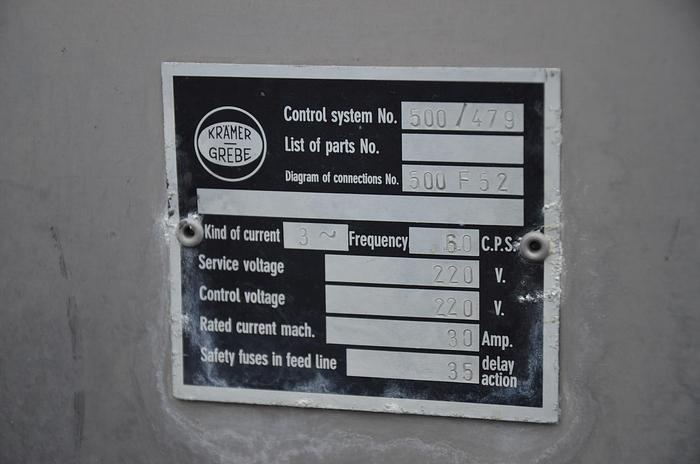 KRÄMER
GREBE
Control system No. 500/479
List of parts No.
Diagram of connections No. 500 F 52
Kind of current 3 ~ Frequency 60 C.P.S.
Service voltage 220 V.
Control voltage 220 V.
Rated current mach. 30 Amp.
Safety fuses in feed line 35 delay action